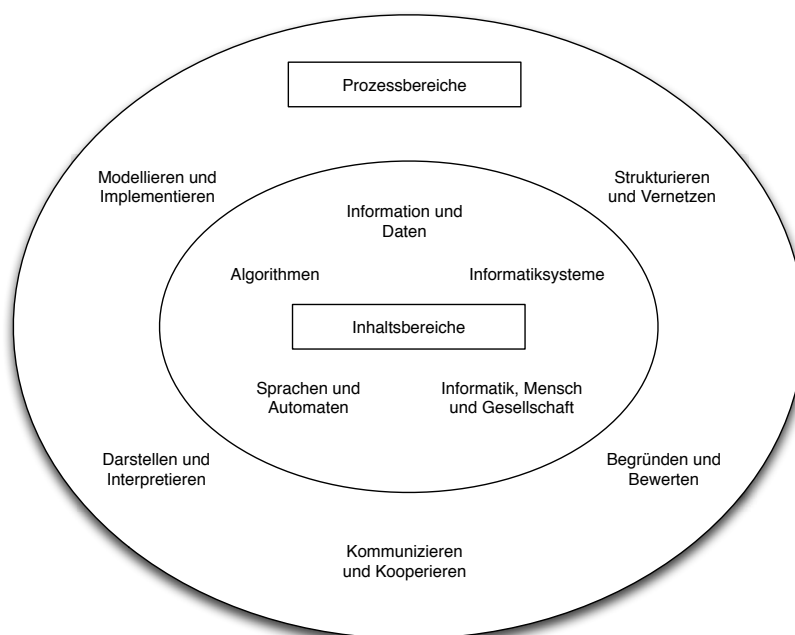 Prozessbereiche
Modellieren und
Implementieren
Strukturieren
und Vernetzen
Information und
Daten
Algorithmen
Informatiksysteme
Inhaltsbereiche
Sprachen und
Automaten
Informatik, Mensch
und Gesellschaft
Darstellen und
Interpretieren
Begründen und
Bewerten
Kommunizieren
und Kooperieren